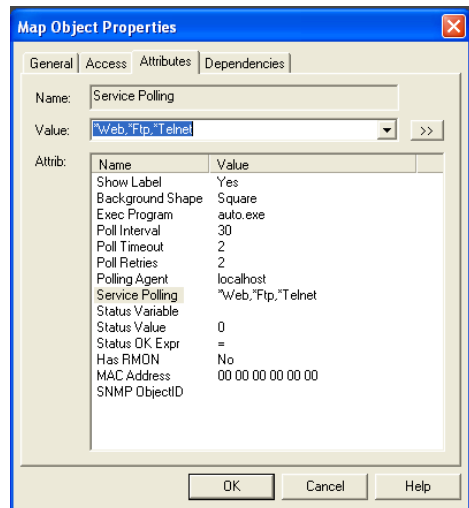 Map Object Properties
General Access Attributes Dependencies
Name: Service Polling
Value: *Web,*Ftp,*Telnet >>
Attrib: Name Value
Show Label Yes
Background Shape Square
Exec Program auto.exe
Poll Interval 30
Poll Timeout 2
Poll Retries 2
Polling Agent localhost
Service Polling *Web,*Ftp,*Telnet
Status Variable
Status Value 0
Status OK Expr =
Has RMON No
MAC Address 00 00 00 00 00 00
SNMP ObjectID
OK Cancel Help